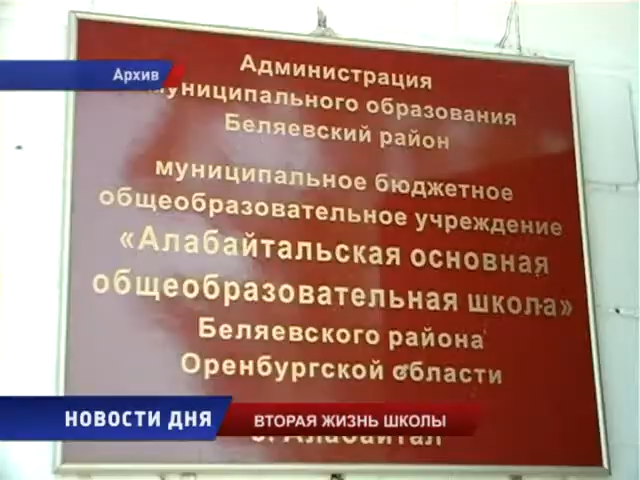 Архив
Администрация
муниципального образования
Беляевский район
муниципальное бюджетное
общеобразовательное учреждение
«Алабайтальская основная
общеобразовательная школа»
Беляевского района
Оренбургской области
с. Алабайтал
НОВОСТИ ДНЯ
ВТОРАЯ ЖИЗНЬ ШКОЛЫ